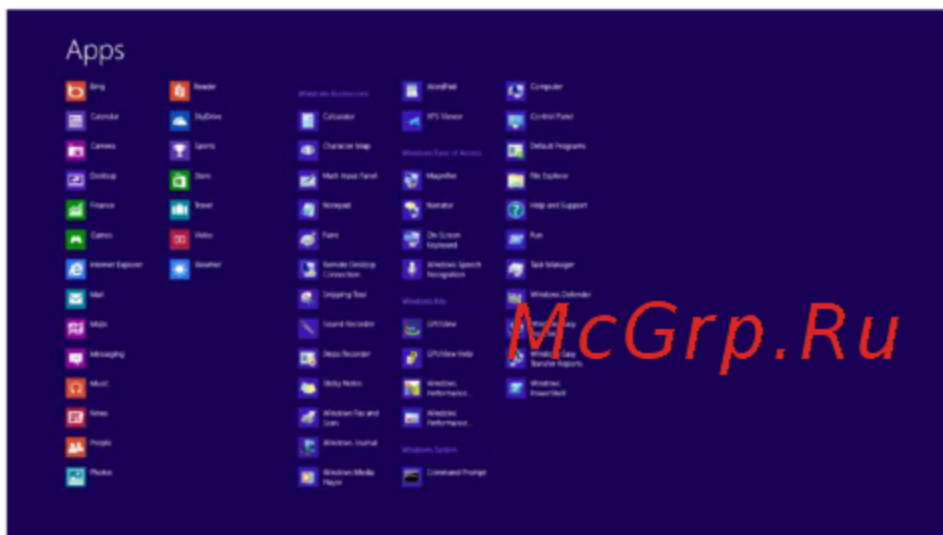 Apps
Bing
Calendar
Camera
Desktop
Finance
Games
Internet Explorer
Mail
Maps
Messaging
Music
News
People
Photos
Reader
SkyDrive
Sports
Store
Travel
Video
Weather
Windows Accessories
Calculator
Character Map
Math Input Panel
Notepad
Paint
Remote Desktop
Connection
Snipping Tool
Sound Recorder
Steps Recorder
Sticky Notes
Windows Fax and
Scan
Windows Journal
Windows Media
Player
WordPad
XPS Viewer
Windows Ease of Access
Magnifier
Narrator
On-Screen
Keyboard
Windows Speech
Recognition
Windows Kits
GPUView
GPUView Help
Windows
Performance...
Windows
Performance...
Windows System
Command Prompt
Computer
Control Panel
Default Programs
File Explorer
Help and Support
Run
Task Manager
Windows Defender
Windows Easy
Windows Easy
Transfer Reports
Windows
PowerShell
McGrp.Ru